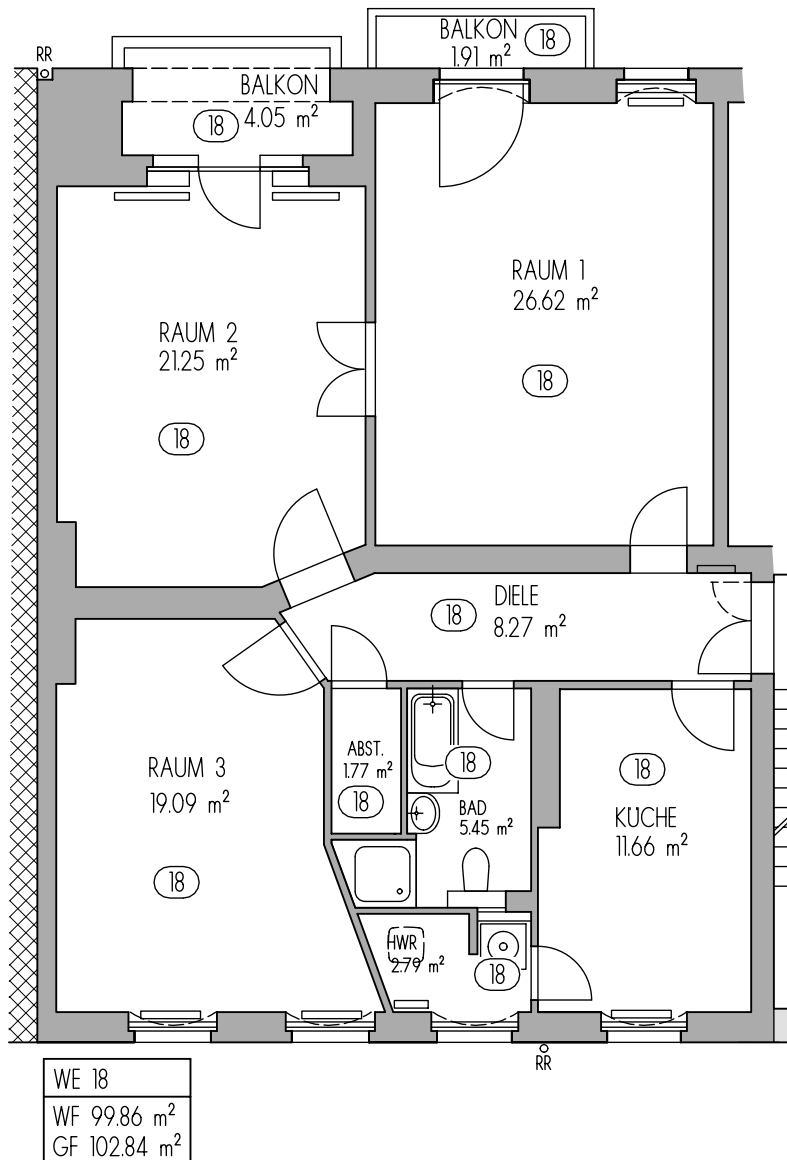 BALKON
1.91 m²
18
RR
BALKON
4.05 m²
18
RAUM 1
26.62 m²
18
RAUM 2
21.25 m²
18
DIELE
8.27 m²
18
RAUM 3
19.09 m²
18
ABST.
1.77 m²
18
18
BAD
5.45 m²
18
KÜCHE
11.66 m²
HWR
2.79 m²
18
RR
WE 18
WF 99.86 m²
GF 102.84 m²